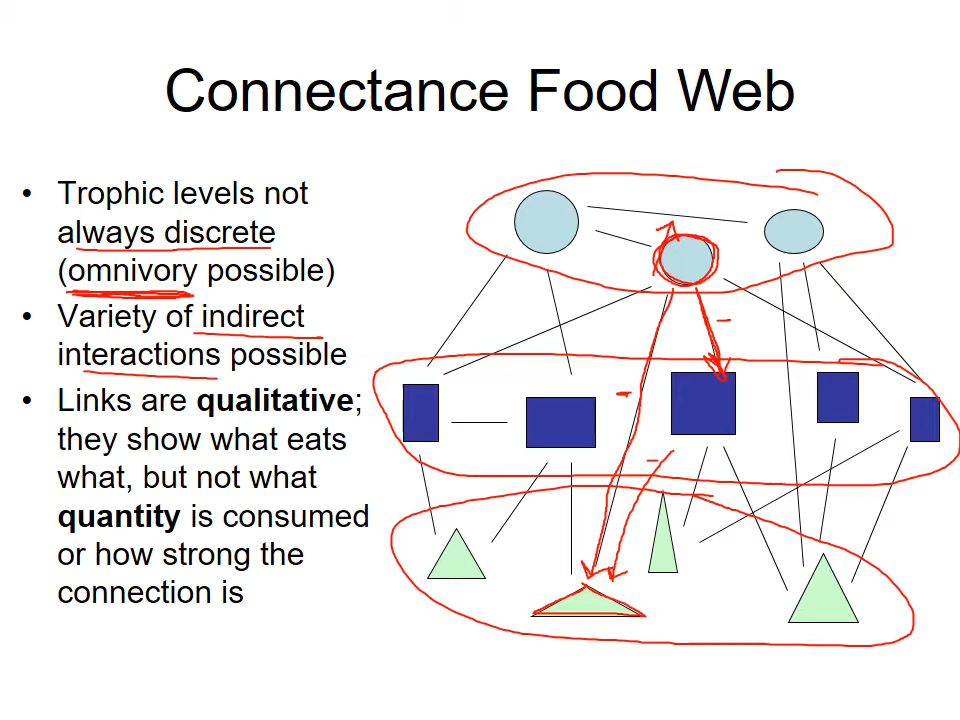 Connectance Food Web
• Trophic levels not
always discrete
(omnivory possible)
• Variety of indirect
interactions possible
• Links are qualitative;
they show what eats
what, but not what
quantity is consumed
or how strong the
connection is